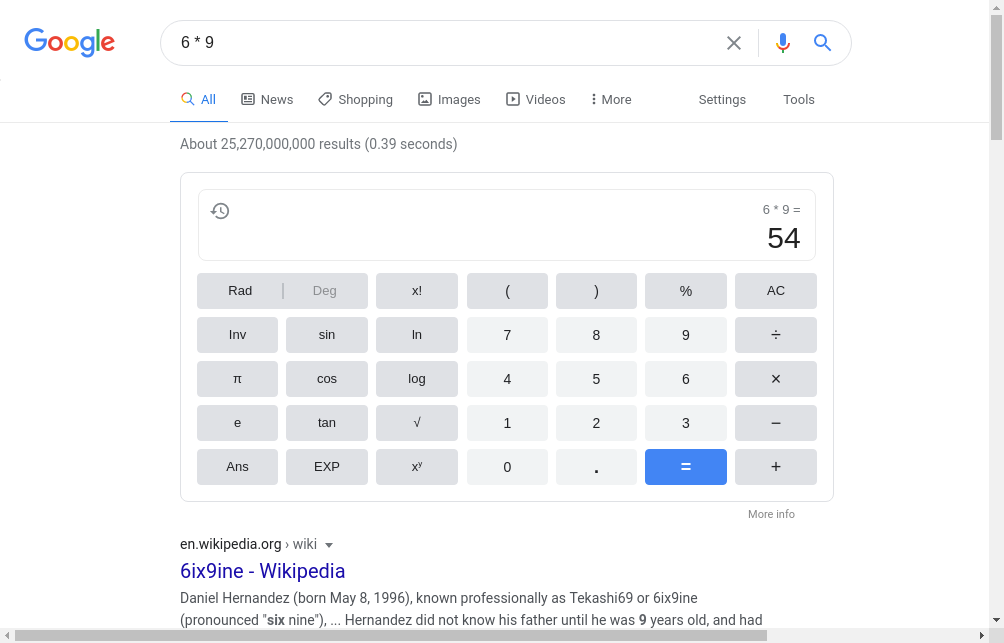 Google
6 * 9
All News Shopping Images Videos More Settings Tools
About 25,270,000,000 results (0.39 seconds)
6 * 9 =
54
Rad Deg x! ( ) % AC
Inv sin ln 7 8 9 ÷
π cos log 4 5 6 ×
e tan √ 1 2 3 −
Ans EXP xʸ 0 . = +
More info
en.wikipedia.org › wiki
6ix9ine - Wikipedia
Daniel Hernandez (born May 8, 1996), known professionally as Tekashi69 or 6ix9ine
(pronounced "six nine"), ... Hernandez did not know his father until he was 9 years old, and had